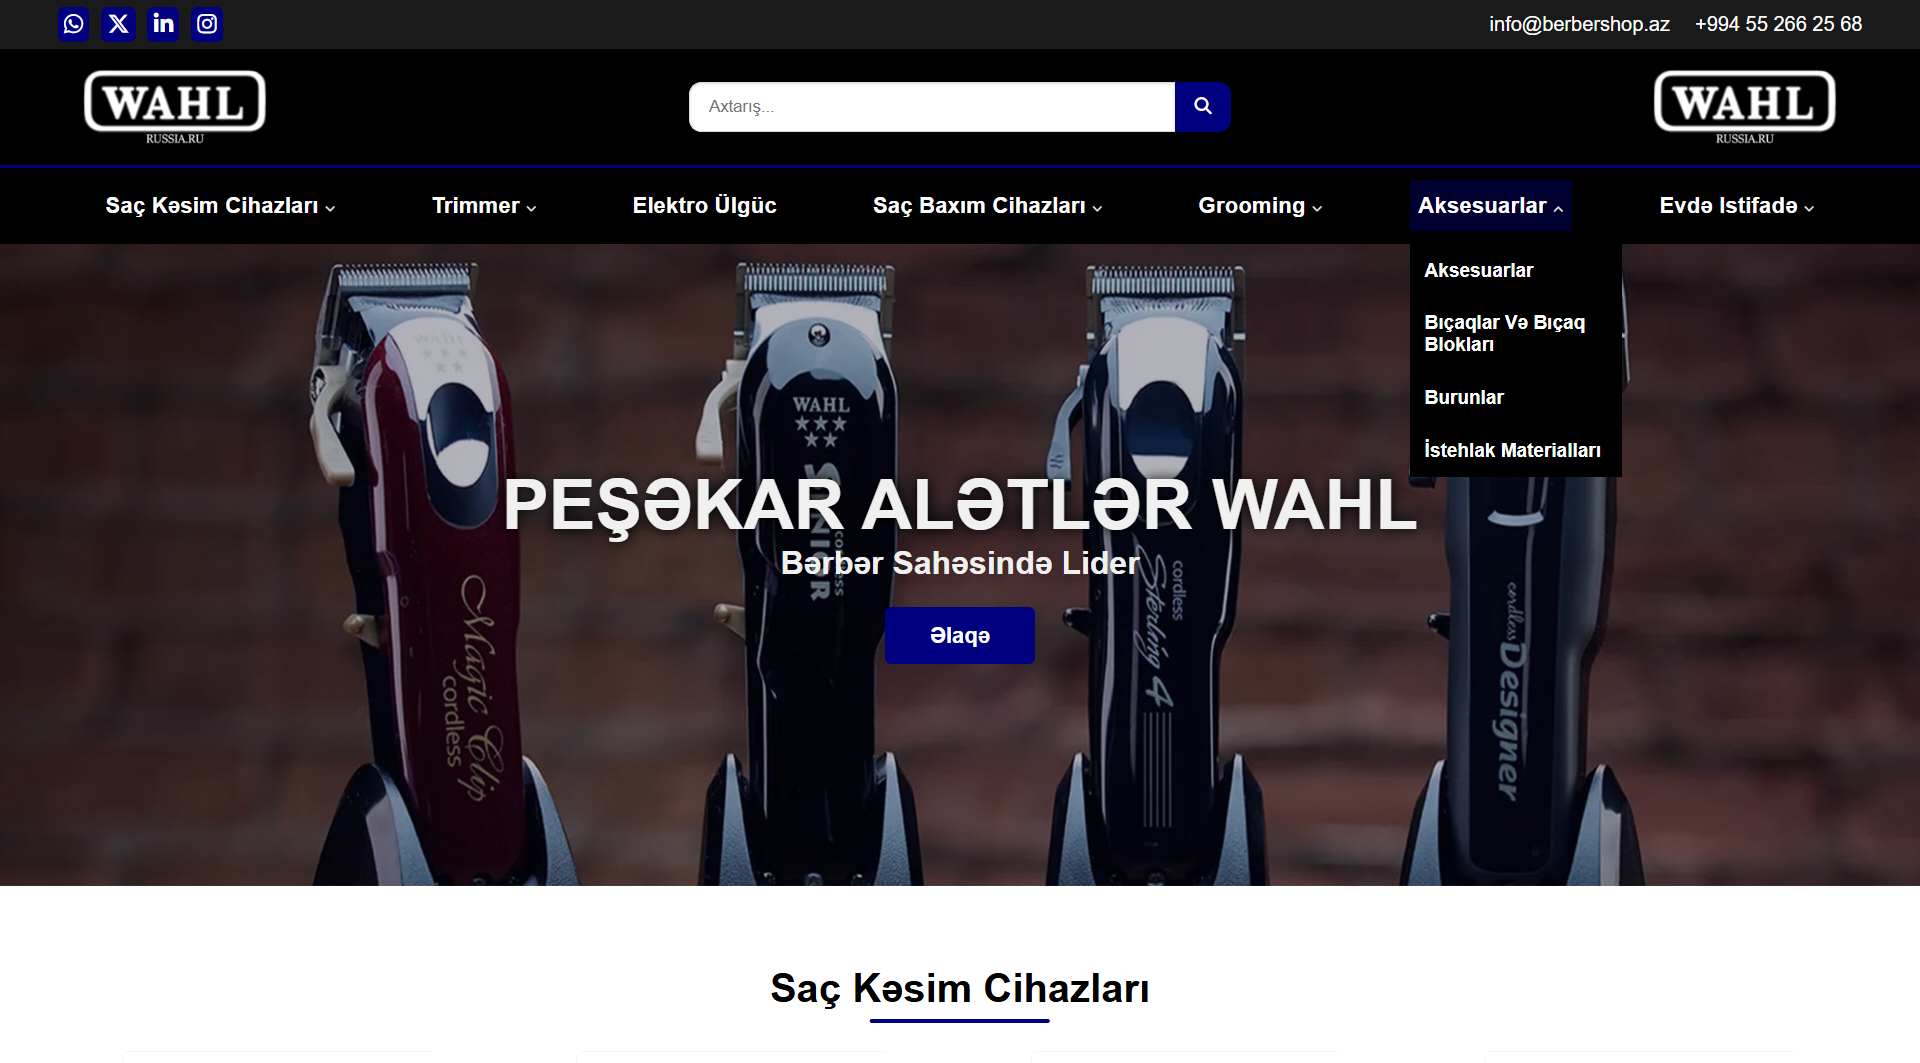 info@berbershop.az +994 55 266 25 68
WAHL
RUSSIA.RU
Axtarış...
WAHL
RUSSIA.RU
Saç Kəsim Cihazları
Trimmer
Elektro Ülgüc
Saç Baxım Cihazları
Grooming
Aksesuarlar
Evdə Istifadə
Aksesuarlar
Bıçaqlar Və Bıçaq
Blokları
Burunlar
İstehlak Materialları
WAHL
WAHL
SENIOR
cordless
PEŞƏKAR ALƏTLƏR WAHL
Bərbər Sahəsində Lider
Əlaqə
Magic Clip
cordless
cordless
Sterling 4
cordless
Designer
Saç Kəsim Cihazları